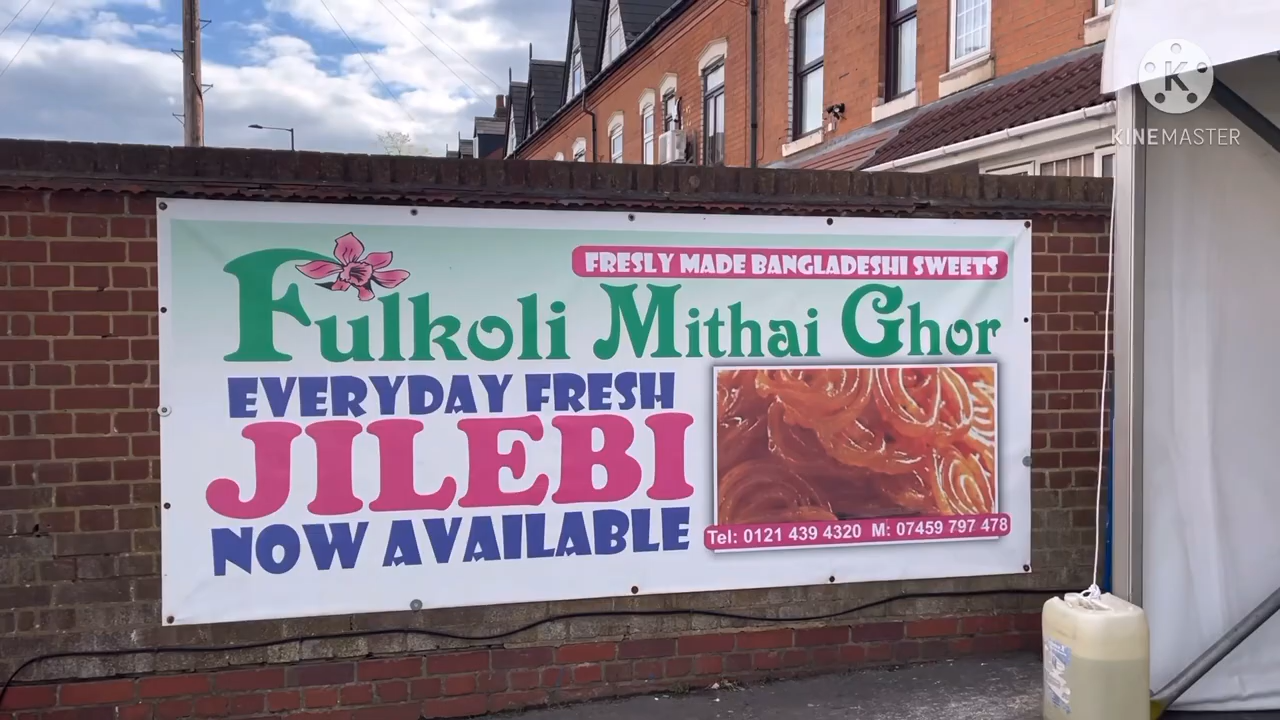 KINEMASTER
FRESLY MADE BANGLADESHI SWEETS
Fulkoli Mithai Ghor
EVERYDAY FRESH
JILEBI
NOW AVAILABLE
Tel: 0121 439 4320 M: 07459 797 478